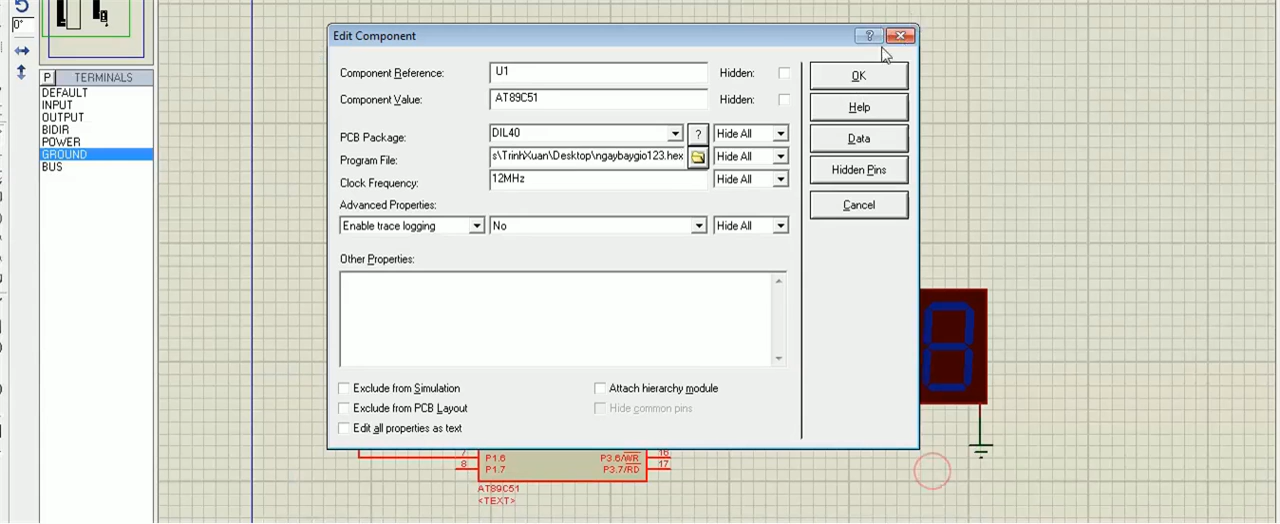 Edit Component
?
0°
Component Reference:
U1
Hidden:
OK
P
TERMINALS
DEFAULT
INPUT
OUTPUT
BIDIR
POWER
GROUND
BUS
Component Value:
AT89C51
Hidden:
Help
PCB Package:
DIL40
?
Hide All
Data
Program File:
s\TrinhXuan\Desktop\ngaybaygio123.hex
Hide All
Hidden Pins
Clock Frequency:
12MHz
Hide All
Cancel
Advanced Properties:
Enable trace logging
No
Hide All
Other Properties:
Exclude from Simulation
Attach hierarchy module
Exclude from PCB Layout
Hide common pins
Edit all properties as text
7
P1.6
P3.6/WR
16
8
P1.7
P3.7/RD
17
AT89C51
<TEXT>